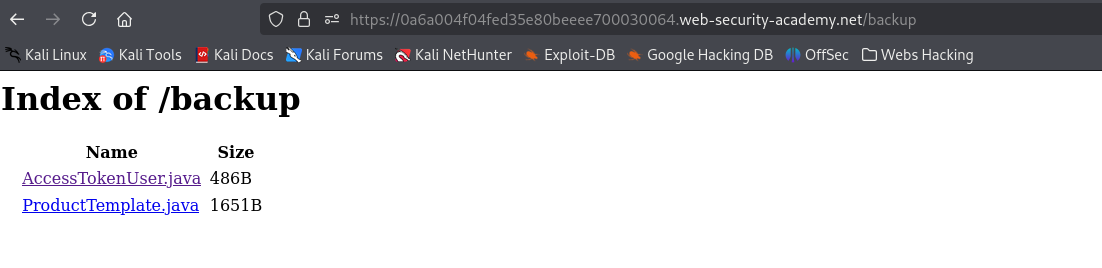 https://0a6a004f04fed35e80beeee700030064.web-security-academy.net/backup
Kali Linux Kali Tools Kali Docs Kali Forums Kali NetHunter Exploit-DB Google Hacking DB OffSec Webs Hacking
Index of /backup
Name Size
AccessTokenUser.java 486B
ProductTemplate.java 1651B